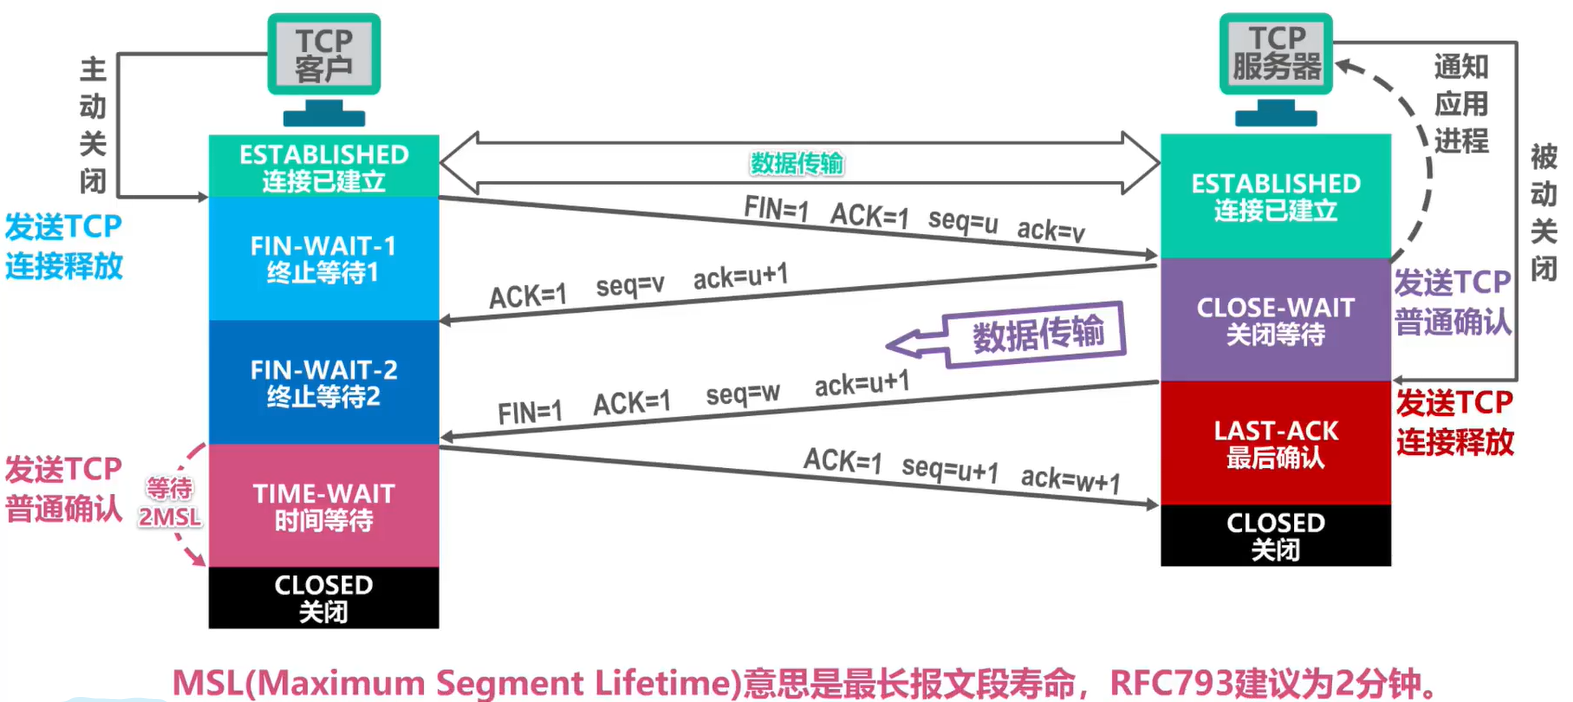 TCP
客户
TCP
服务器
主
动
关
闭
通知
应用
进程
被
动
关
闭
ESTABLISHED
连接已建立
数据传输
ESTABLISHED
连接已建立
发送TCP
连接释放
FIN=1 ACK=1 seq=u ack=v
FIN-WAIT-1
终止等待1
ACK=1 seq=v ack=u+1
CLOSE-WAIT
关闭等待
发送TCP
普通确认
数据传输
FIN-WAIT-2
终止等待2
FIN=1 ACK=1 seq=w ack=u+1
发送TCP
连接释放
LAST-ACK
最后确认
发送TCP
普通确认
等待
2MSL
TIME-WAIT
时间等待
ACK=1 seq=u+1 ack=w+1
CLOSED
关闭
CLOSED
关闭
MSL(Maximum Segment Lifetime)意思是最长报文段寿命，RFC793建议为2分钟。